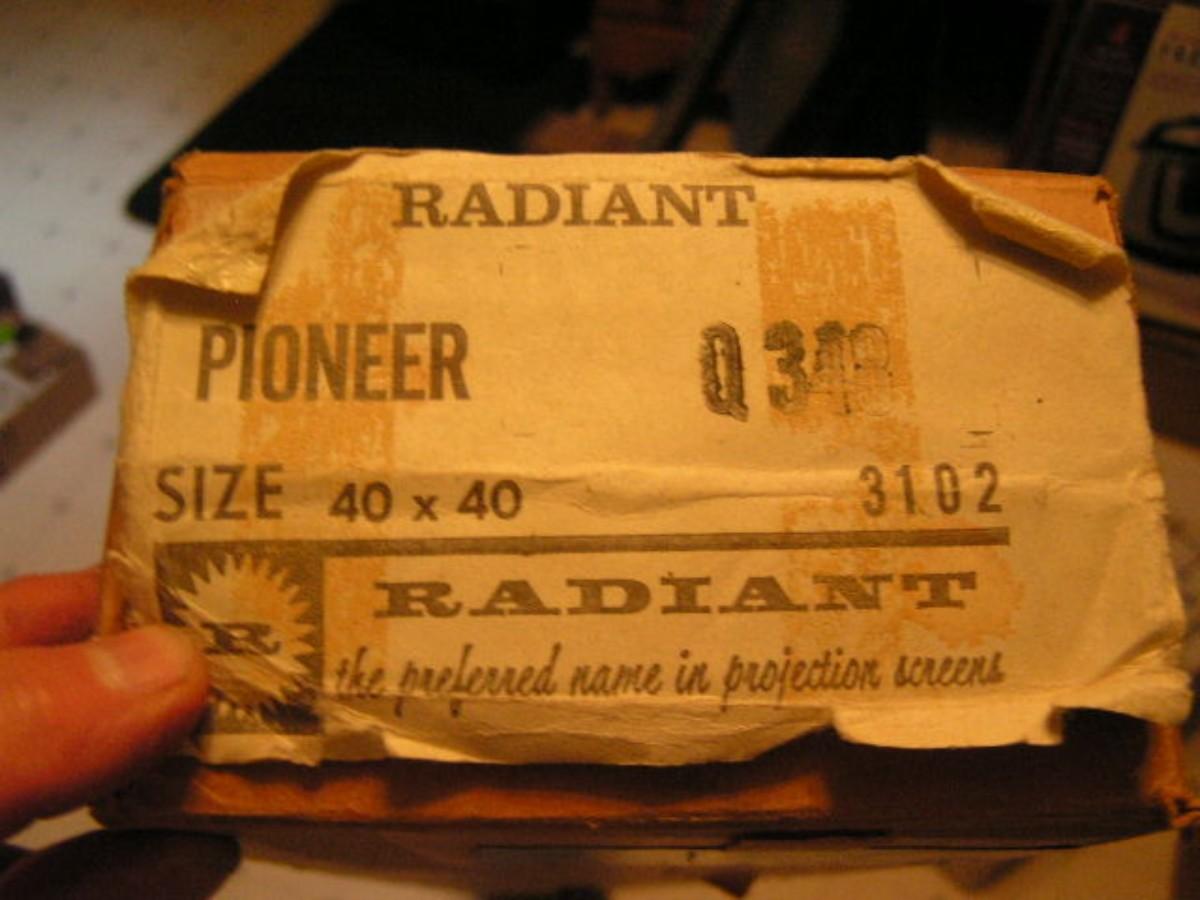 RADIANT
PIONEER Q
SIZE 40 x 40 3102
R RADIANT
the preferred name in projection screens